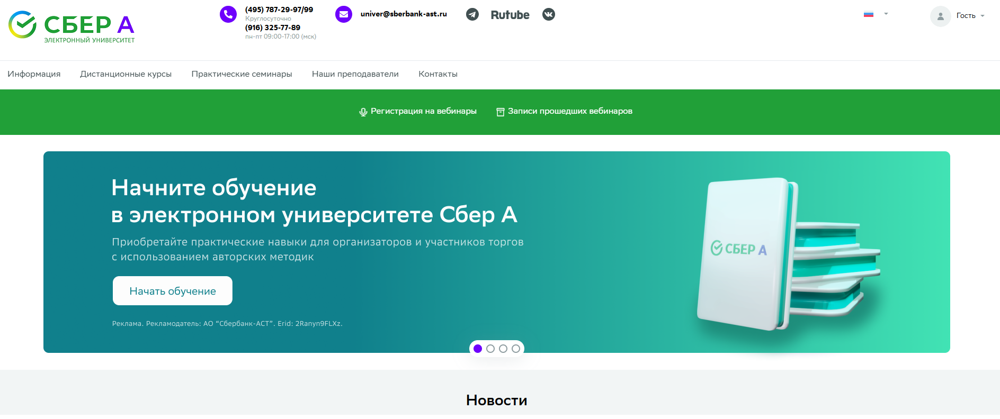 СБЕР А
ЭЛЕКТРОННЫЙ УНИВЕРСИТЕТ
(495) 787-29-97/99
Круглосуточно
(916) 325-77-89
пн-пт 09:00-17:00 (мск)
univer@sberbank-ast.ru
Rutube
Гость
Информация
Дистанционные курсы
Практические семинары
Наши преподаватели
Контакты
Регистрация на вебинары
Записи прошедших вебинаров
Начните обучение
в электронном университете Сбер А
Приобретайте практические навыки для организаторов и участников торгов
с использованием авторских методик
Начать обучение
Реклама. Рекламодатель: АО “Сбербанк-АСТ”. Erid: 2Ranyn9FLXz.
СБЕР А
Новости